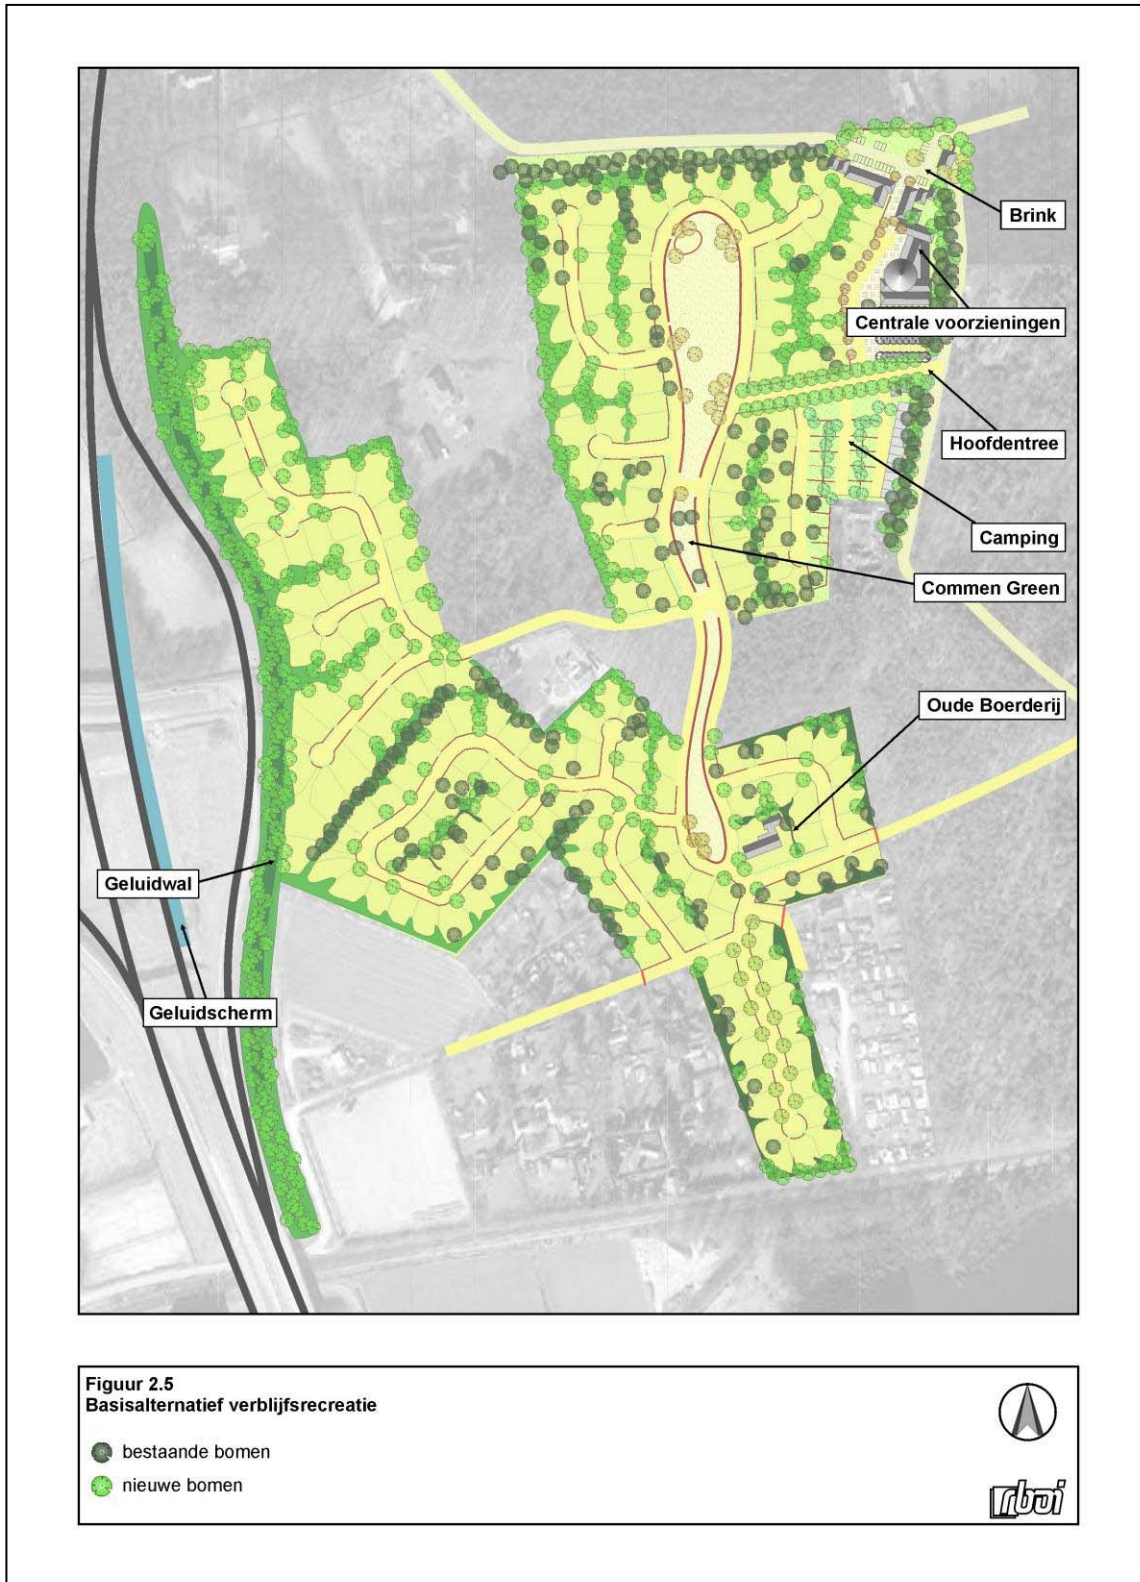 Brink
Centrale voorzieningen
Hoofdentree
Camping
Commen Green
Oude Boerderij
Geluidwal
Geluidscherm
Figuur 2.5
Basisalternatief verblijfsrecreatie
bestaande bomen
nieuwe bomen
rboi